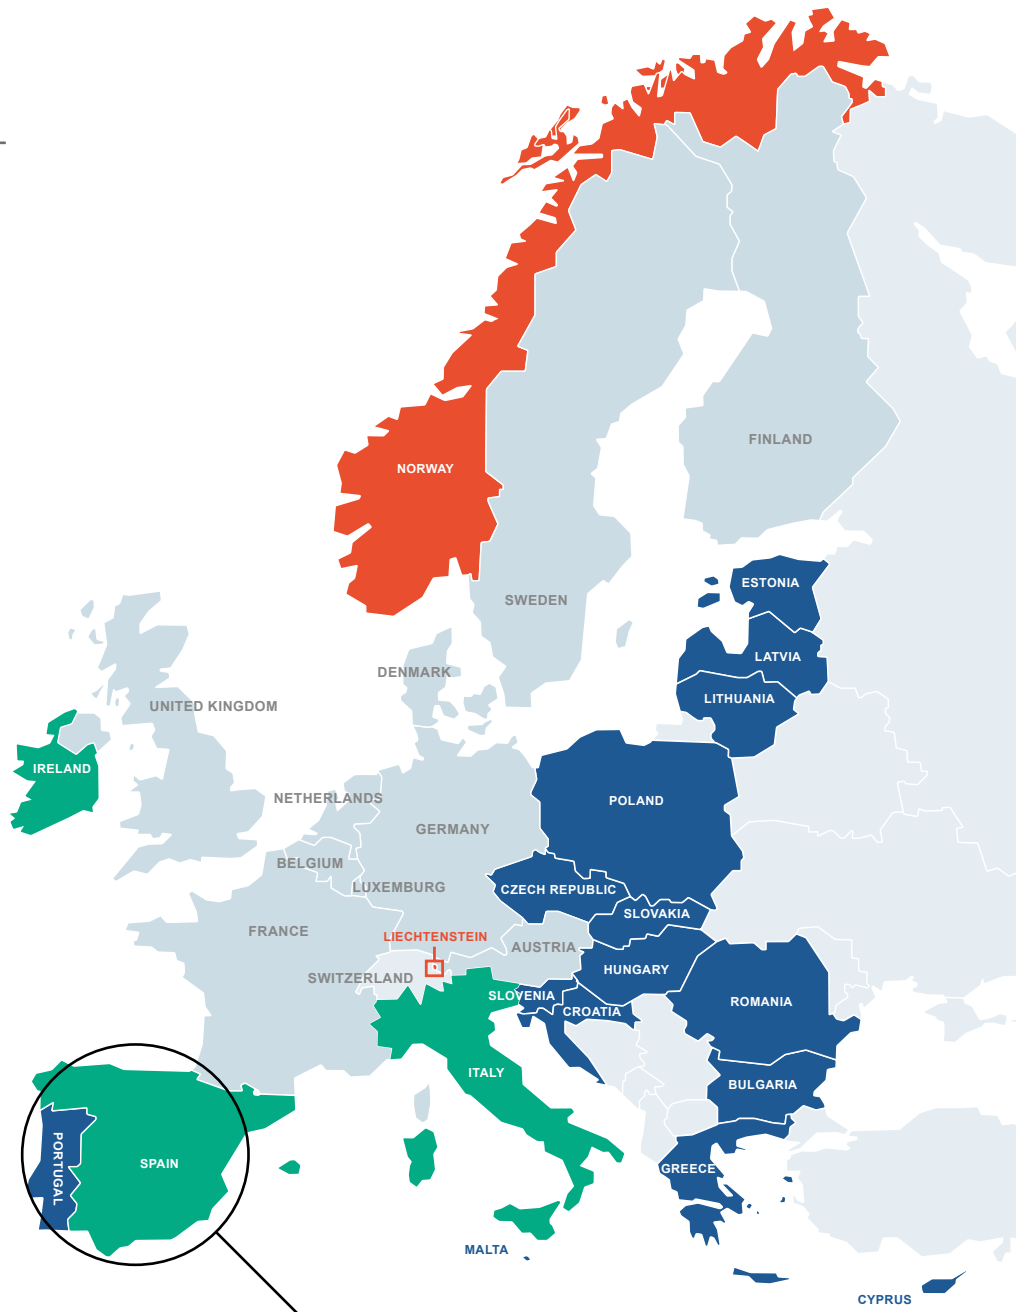 NORWAY
FINLAND
ESTONIA
SWEDEN
LATVIA
DENMARK
LITHUANIA
UNITED KINGDOM
IRELAND
NETHERLANDS
POLAND
GERMANY
BELGIUM
LUXEMBURG
CZECH REPUBLIC
SLOVAKIA
FRANCE
LIECHTENSTEIN
AUSTRIA
HUNGARY
SWITZERLAND
SLOVENIA
ROMANIA
CROATIA
ITALY
BULGARIA
PORTUGAL
SPAIN
GREECE
MALTA
CYPRUS